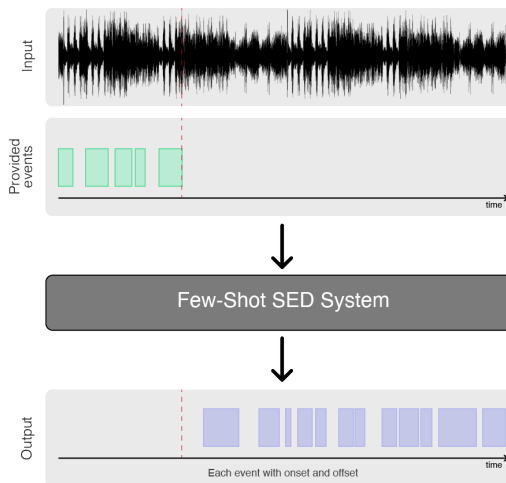 Input
Provided
events
time
Few-Shot SED System
Output
time
Each event with onset and offset